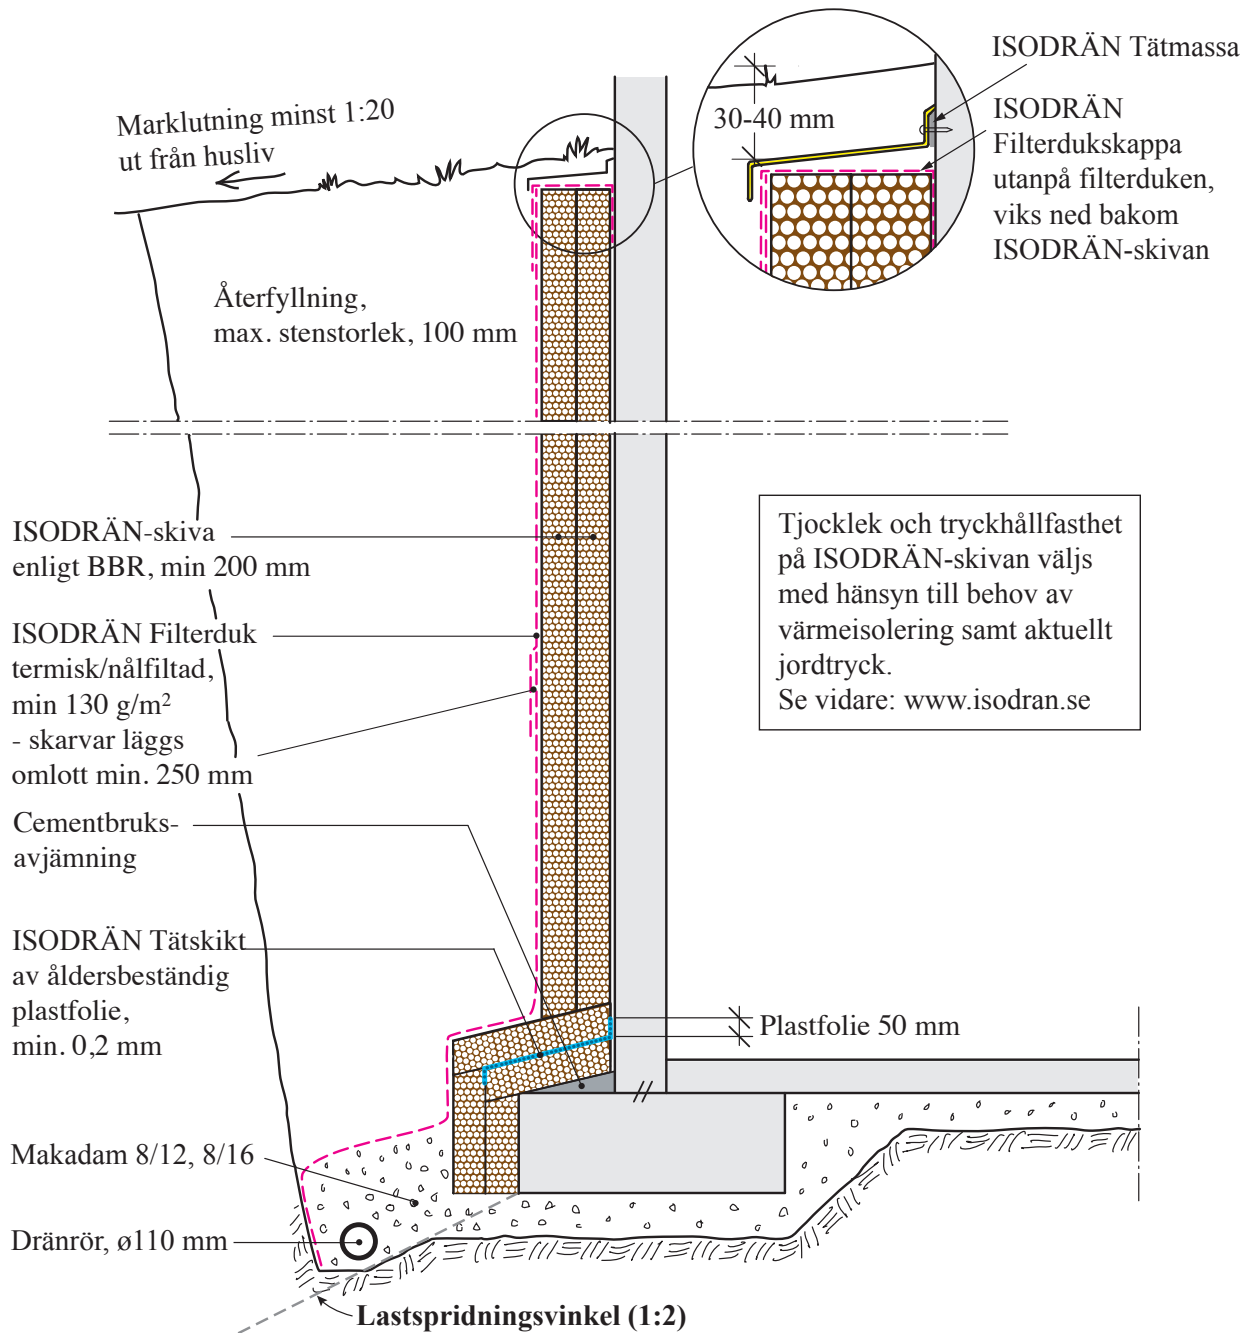 ISODRÄN Tätmassa
Marklutning minst 1:20
ut från husliv
30-40 mm
ISODRÄN
Filterdukskappa
utanpå filterduken,
viks ned bakom
ISODRÄN-skivan
Återfyllning,
max. stenstorlek, 100 mm
ISODRÄN-skiva
enligt BBR, min 200 mm
Tjocklek och tryckhållfasthet
på ISODRÄN-skivan väljs
med hänsyn till behov av
värmeisolering samt aktuellt
jordtryck.
Se vidare: www.isodran.se
ISODRÄN Filterduk
termisk/nålfiltad,
min 130 g/m²
- skarvar läggs
omlott min. 250 mm
Cementbruks-
avjämning
ISODRÄN Tätskikt
av åldersbeständig
plastfolie,
min. 0,2 mm
Plastfolie 50 mm
Makadam 8/12, 8/16
Dränrör, ø110 mm
Lastspridningsvinkel (1:2)